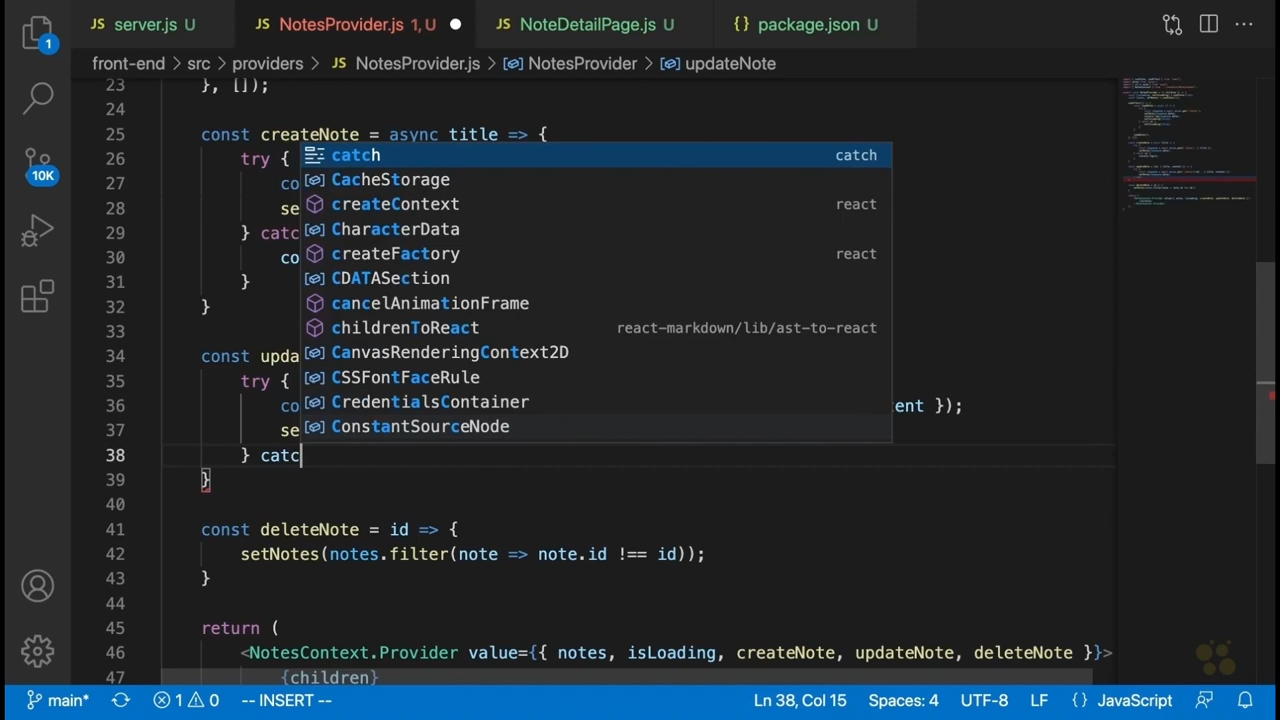 JS server.js U JS NotesProvider.js 1, U JS NoteDetailPage.js U {} package.json U ···
1
front-end > src > providers > JS NotesProvider.js > NotesProvider > updateNote
23 }, []);
24
25 const createNote = async title => {
26 try {
catch catch
27 co
CacheStorage
28 se
createContext react
29 } catc
CharacterData
30 co
createFactory react
31 }
CDATASection
32 }
cancelAnimationFrame
33
childrenToReact react-markdown/lib/ast-to-react
34 const upda
CanvasRenderingContext2D
35 try {
CSSFontFaceRule
36 co
CredentialsContainer
ent });
37 se
ConstantSourceNode
38 } catc
39 }
40
41 const deleteNote = id => {
42 setNotes(notes.filter(note => note.id !== id));
43 }
44
45 return (
46 <NotesContext.Provider value={{ notes, isLoading, createNote, updateNote, deleteNote }}>
47 {children}
10K
main* 1 0 -- INSERT -- Ln 38, Col 15 Spaces: 4 UTF-8 LF {} JavaScript